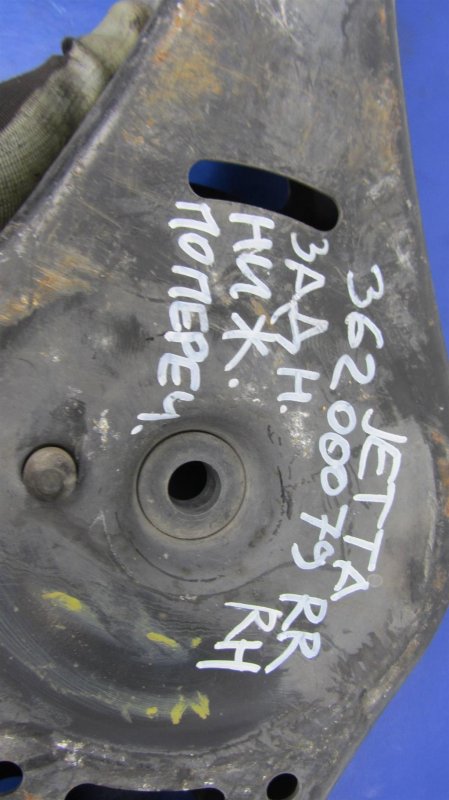 JETTA
362 000 79 RR
RH
ЗАДН.
НИЖ.
ПОПЕРЕЧ.